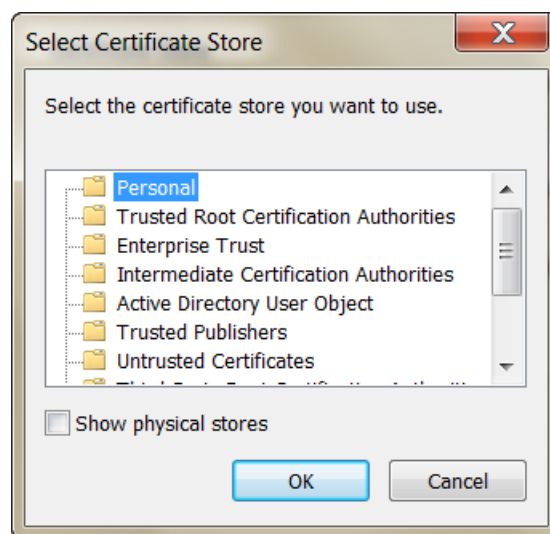 Select Certificate Store
X
Select the certificate store you want to use.
Personal
Trusted Root Certification Authorities
Enterprise Trust
Intermediate Certification Authorities
Active Directory User Object
Trusted Publishers
Untrusted Certificates
Show physical stores
OK Cancel